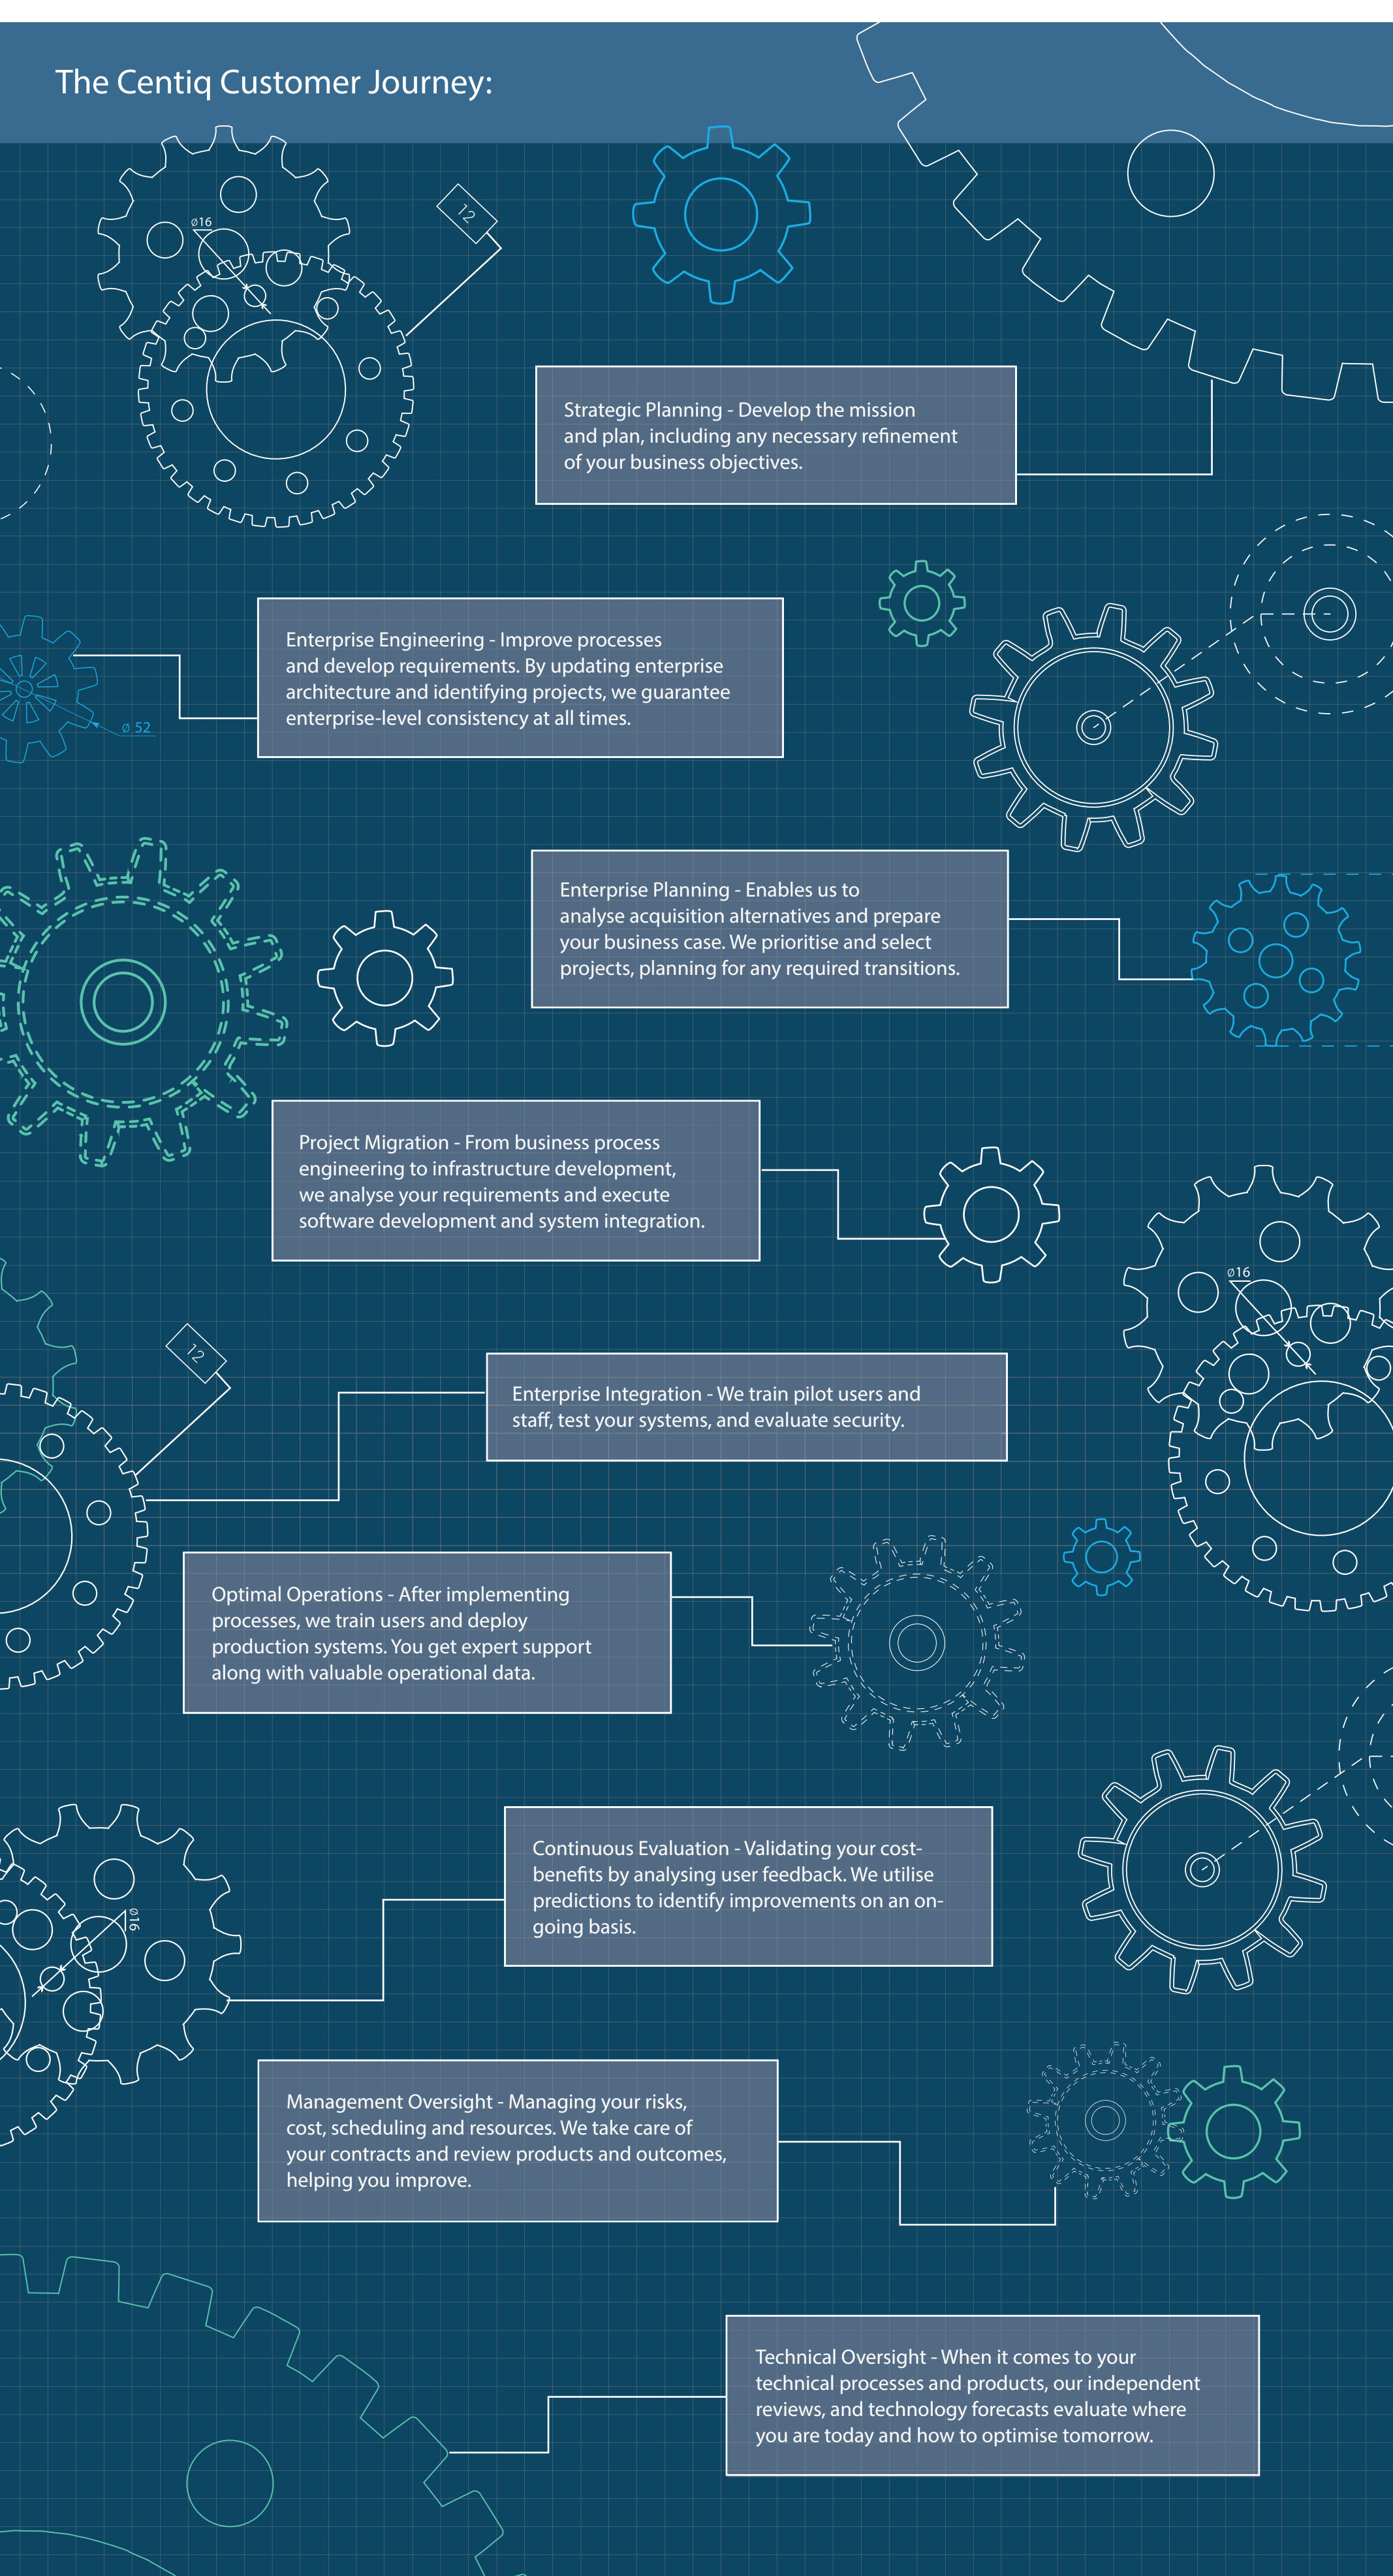 The Centiq Customer Journey:
Ø16
12
Strategic Planning - Develop the mission
and plan, including any necessary refinement
of your business objectives.
Enterprise Engineering - Improve processes
and develop requirements. By updating enterprise
architecture and identifying projects, we guarantee
enterprise-level consistency at all times.
Ø 52
Enterprise Planning - Enables us to
analyse acquisition alternatives and prepare
your business case. We prioritise and select
projects, planning for any required transitions.
Project Migration - From business process
engineering to infrastructure development,
we analyse your requirements and execute
software development and system integration.
Ø16
12
Enterprise Integration - We train pilot users and
staff, test your systems, and evaluate security.
Optimal Operations - After implementing
processes, we train users and deploy
production systems. You get expert support
along with valuable operational data.
Continuous Evaluation - Validating your cost-
benefits by analysing user feedback. We utilise
predictions to identify improvements on an on-
going basis.
Ø16
Management Oversight - Managing your risks,
cost, scheduling and resources. We take care of
your contracts and review products and outcomes,
helping you improve.
Technical Oversight - When it comes to your
technical processes and products, our independent
reviews, and technology forecasts evaluate where
you are today and how to optimise tomorrow.